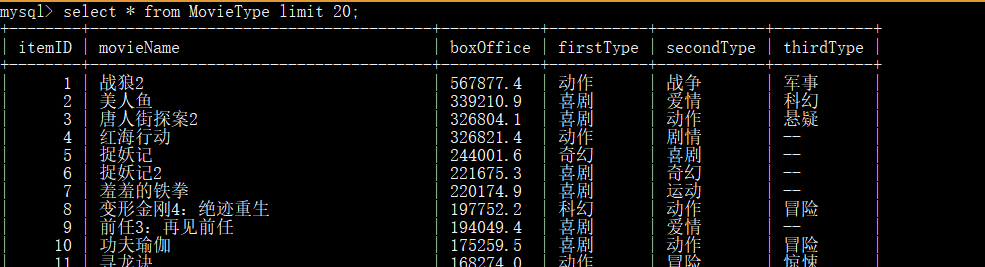 mysql> select * from MovieType limit 20;
| itemID | movieName | boxOffice | firstType | secondType | thirdType |
| 1 | 战狼2 | 567877.4 | 动作 | 战争 | 军事 |
| 2 | 美人鱼 | 339210.9 | 喜剧 | 爱情 | 科幻 |
| 3 | 唐人街探案2 | 326804.1 | 喜剧 | 动作 | 悬疑 |
| 4 | 红海行动 | 326821.4 | 动作 | 剧情 | -- |
| 5 | 捉妖记 | 244001.6 | 奇幻 | 喜剧 | -- |
| 6 | 捉妖记2 | 221675.3 | 喜剧 | 奇幻 | -- |
| 7 | 羞羞的铁拳 | 220174.9 | 喜剧 | 运动 | -- |
| 8 | 变形金刚4：绝迹重生 | 197752.2 | 科幻 | 动作 | 冒险 |
| 9 | 前任3：再见前任 | 194049.4 | 喜剧 | 爱情 | -- |
| 10 | 功夫瑜伽 | 175259.5 | 喜剧 | 动作 | 冒险 |
| 11 | 寻龙诀 | 168274.0 | 动作 | 冒险 | 惊悚 |